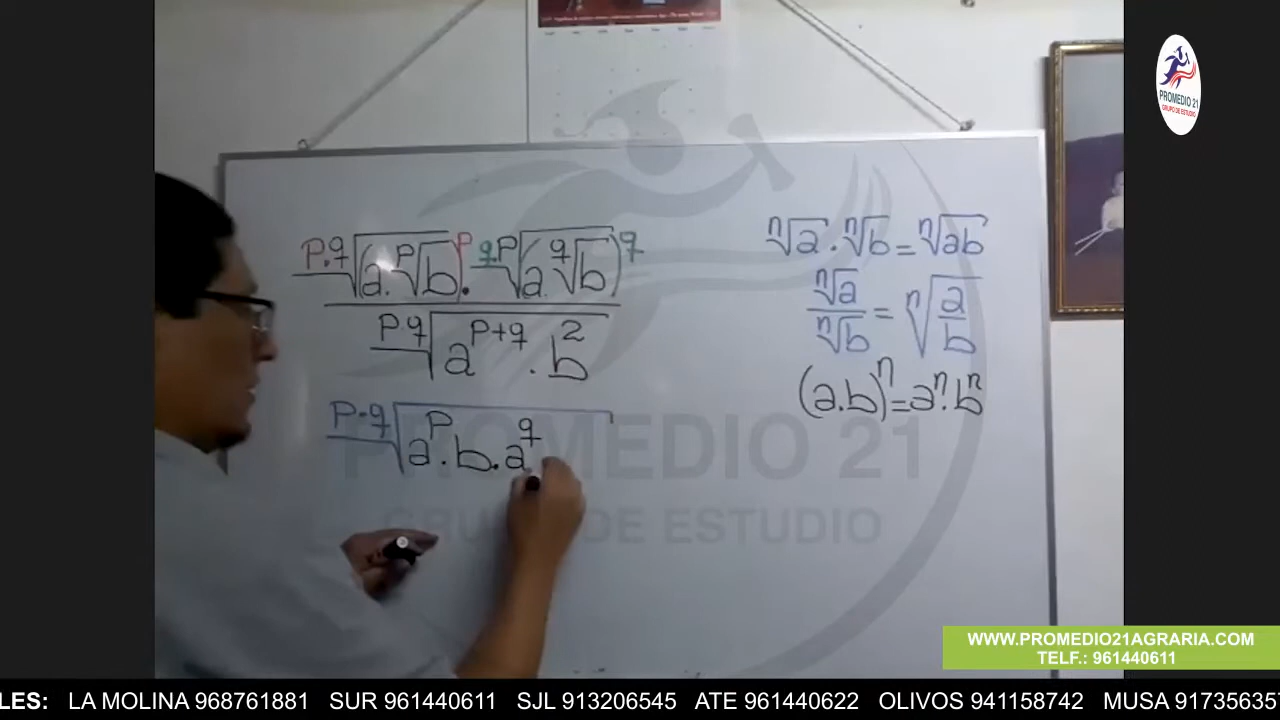 PROMEDIO 21
GRUPO DE ESTUDIO
p.q√(a.p√b)^p . q.p√(a.q√b)^q
p.q√a^p+q . b^2
p.q√a^p . b . a^q
n√a . n√b = n√ab
n√a / n√b = n√a/b
(a.b)^n = a^n . b^n
PROMEDIO 21
GRUPO DE ESTUDIO
WWW.PROMEDIO21AGRARIA.COM
TELF.: 961440611
LES: LA MOLINA 968761881 SUR 961440611 SJL 913206545 ATE 961440622 OLIVOS 941158742 MUSA 91735635